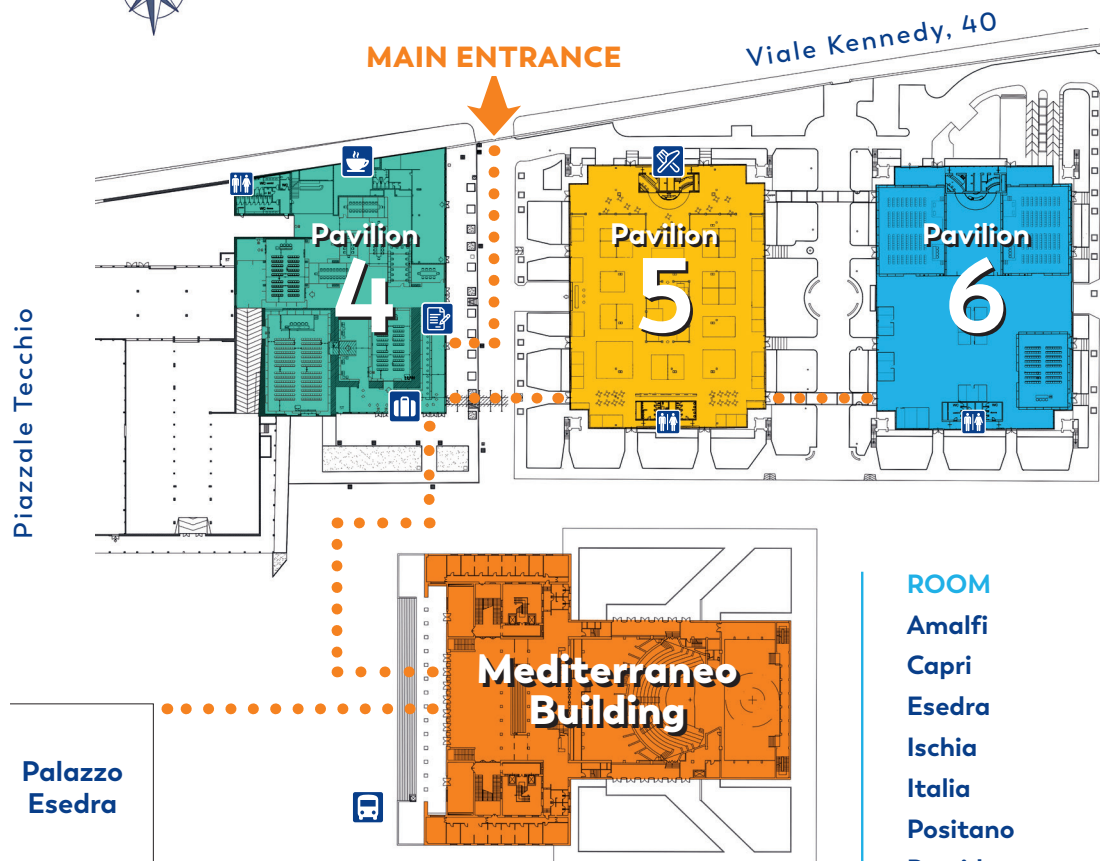 MAIN ENTRANCE
Viale Kennedy, 40
Pavilion
4
Pavilion
5
Pavilion
6
Piazzale Tecchio
Mediterraneo
Building
Palazzo
Esedra
ROOM
Amalfi
Capri
Esedra
Ischia
Italia
Positano